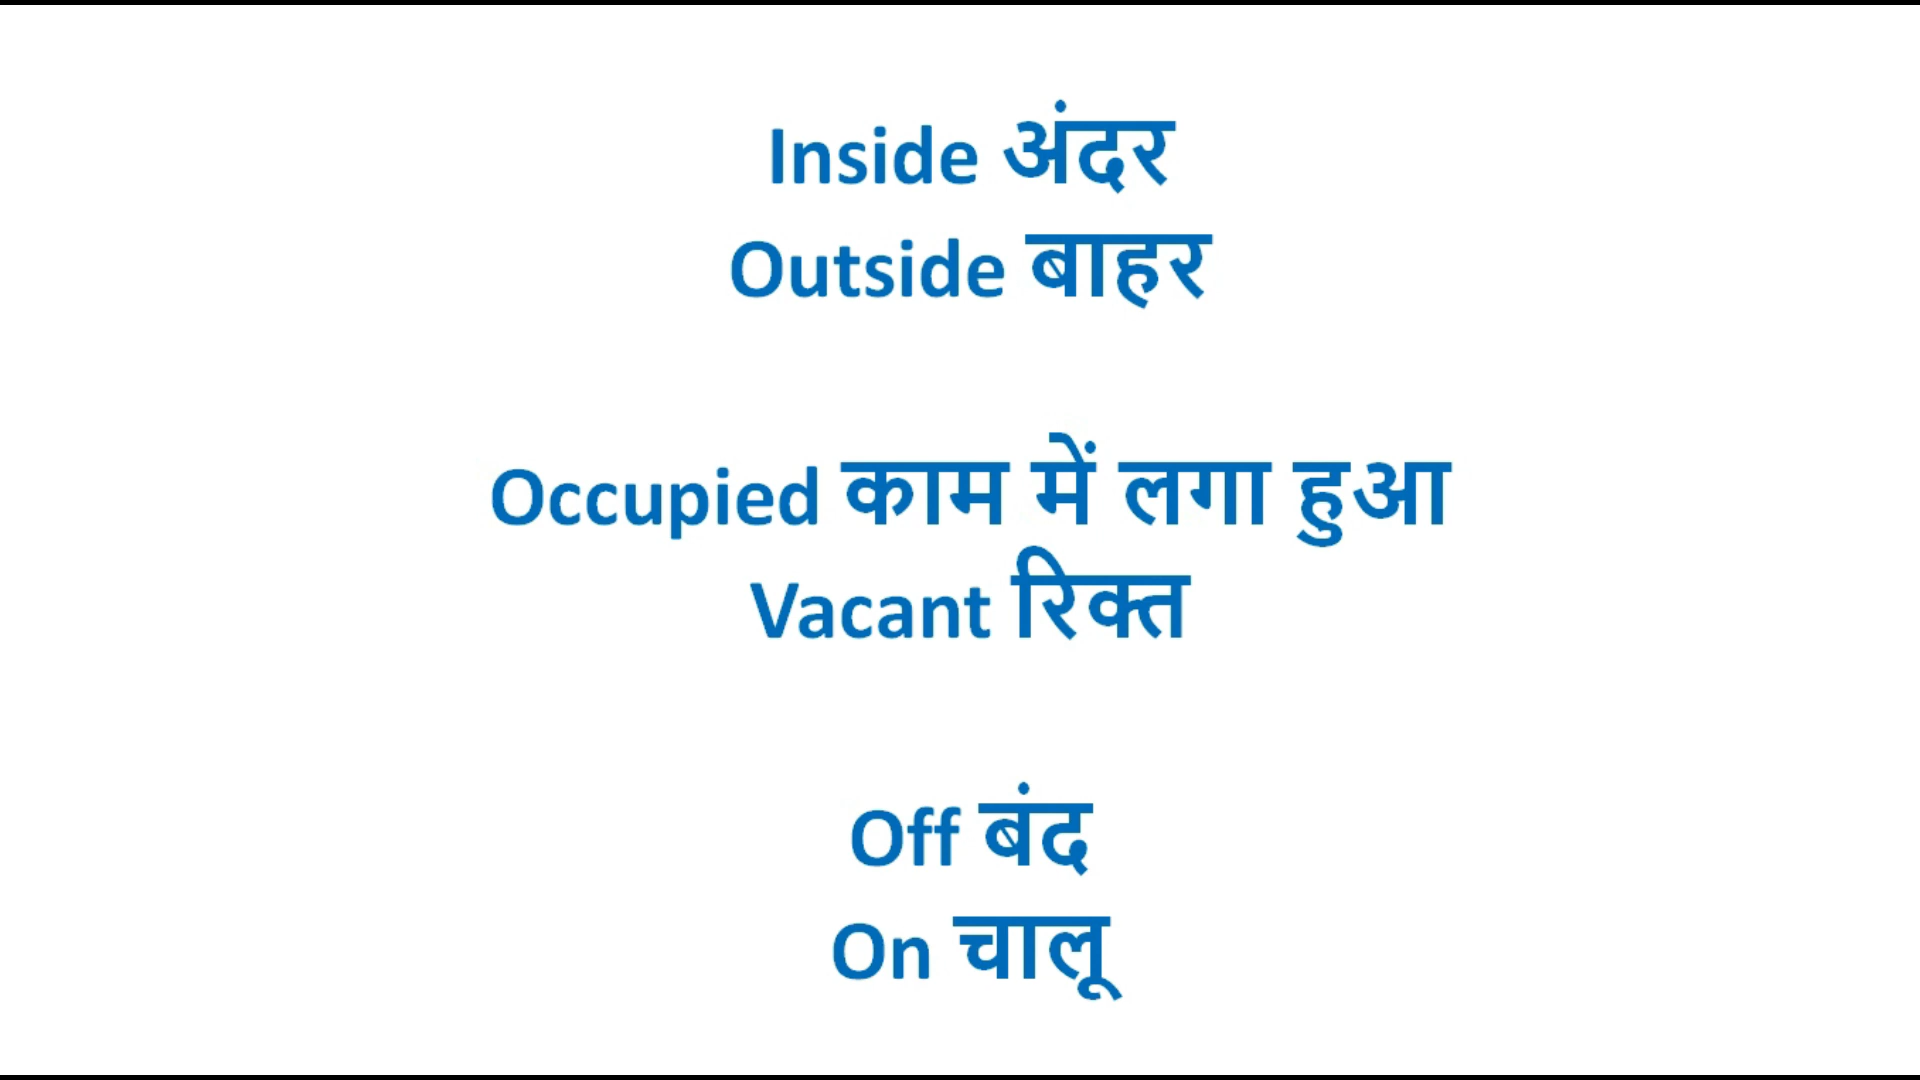 Inside अंदर
Outside बाहर
Occupied काम में लगा हुआ
Vacant रिक्त
Off बंद
On चालू